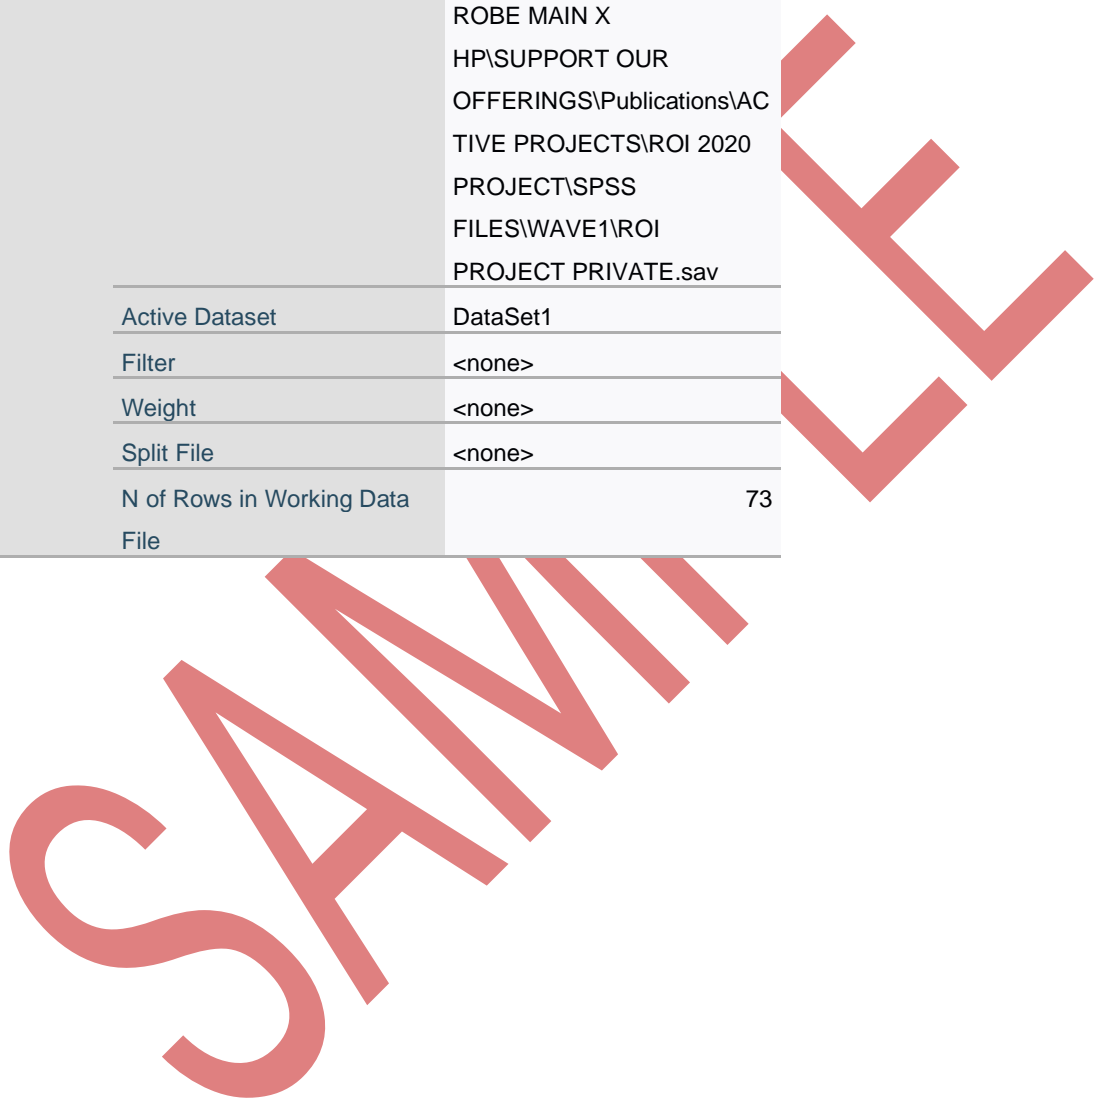 ROBE MAIN X
HP\SUPPORT OUR
OFFERINGS\Publications\AC
TIVE PROJECTS\ROI 2020
PROJECT\SPSS
FILES\WAVE1\ROI
PROJECT PRIVATE.sav
Active Dataset DataSet1
Filter <none>
Weight <none>
Split File <none>
N of Rows in Working Data 73
File
SAMPLE